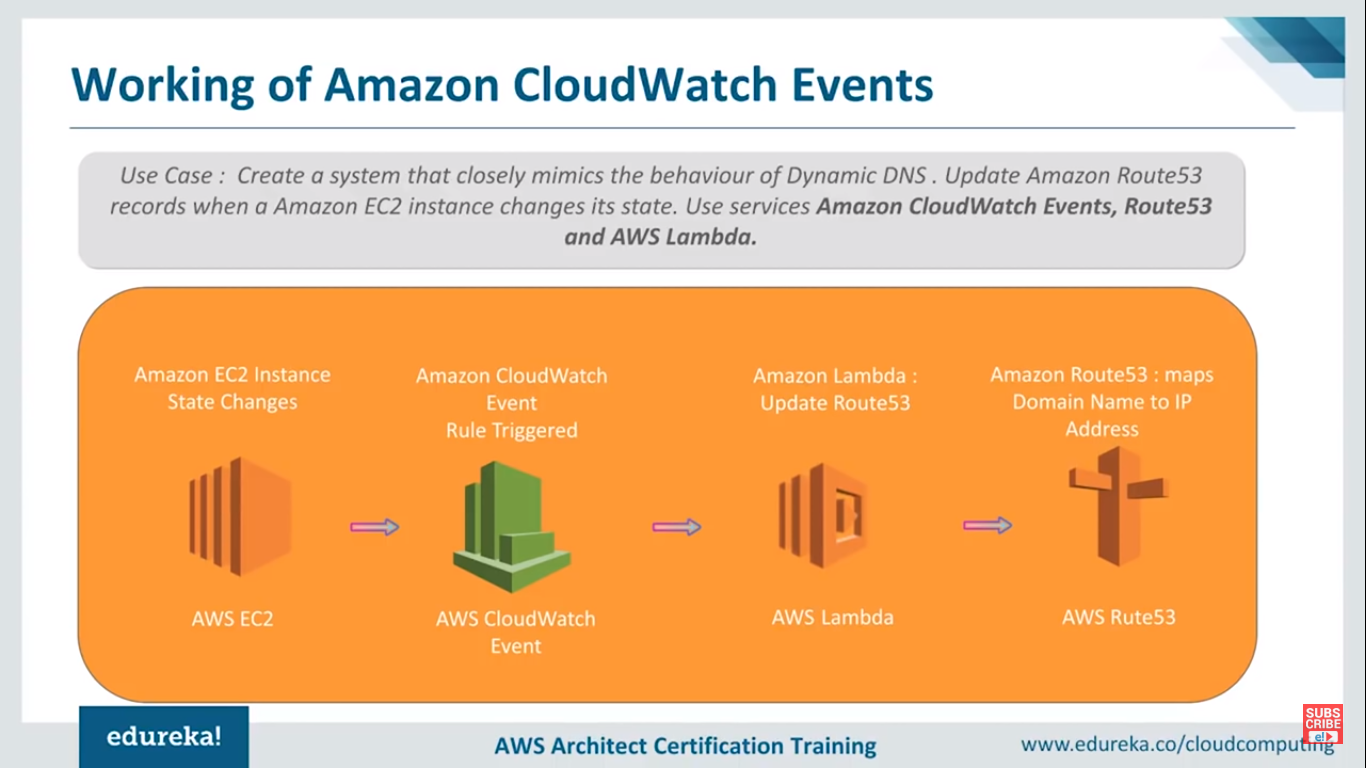 Working of Amazon CloudWatch Events
Use Case :  Create a system that closely mimics the behaviour of Dynamic DNS . Update Amazon Route53
records when a Amazon EC2 instance changes its state. Use services Amazon CloudWatch Events, Route53
and AWS Lambda.
Amazon EC2 Instance
State Changes
Amazon CloudWatch
Event
Rule Triggered
Amazon Lambda :
Update Route53
Amazon Route53 : maps
Domain Name to IP
Address
AWS EC2
AWS CloudWatch
Event
AWS Lambda
AWS Rute53
edureka!
AWS Architect Certification Training
www.edureka.co/cloudcomputing
SUBS
CRIBE
e!